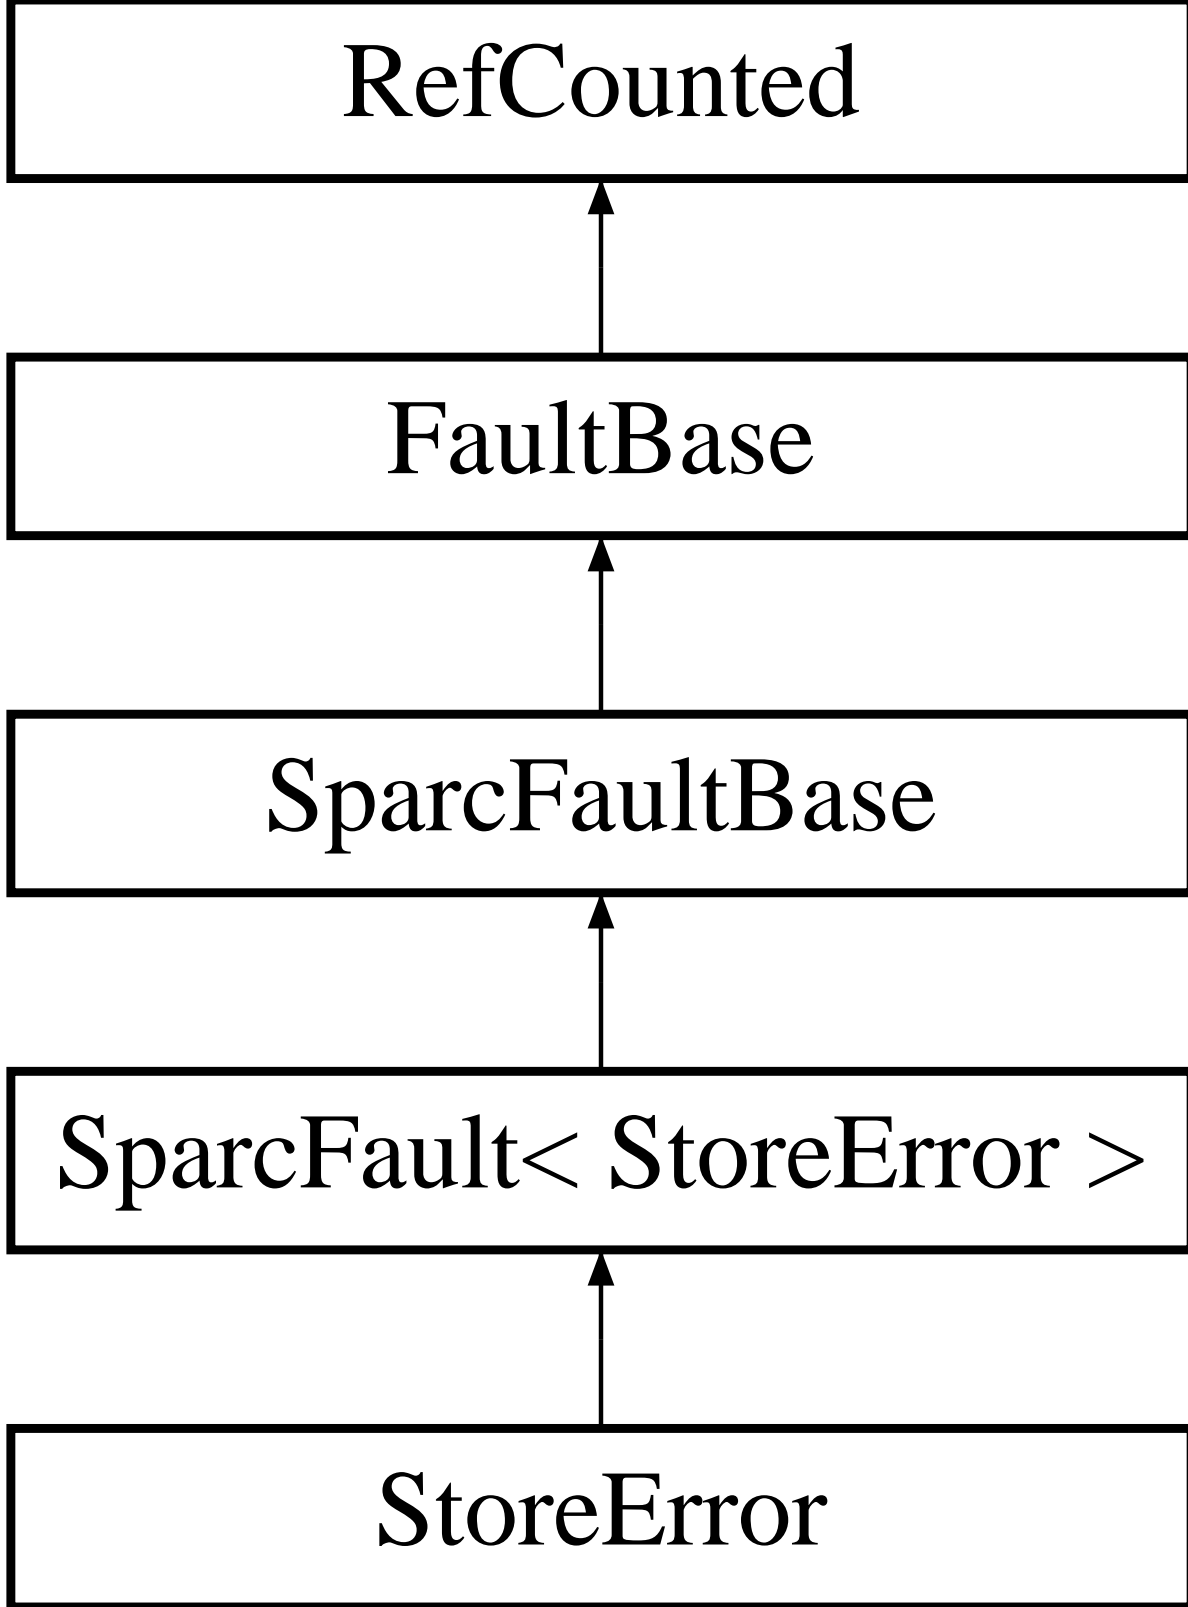 RefCounted
FaultBase
SparcFaultBase
SparcFault< StoreError >
StoreError